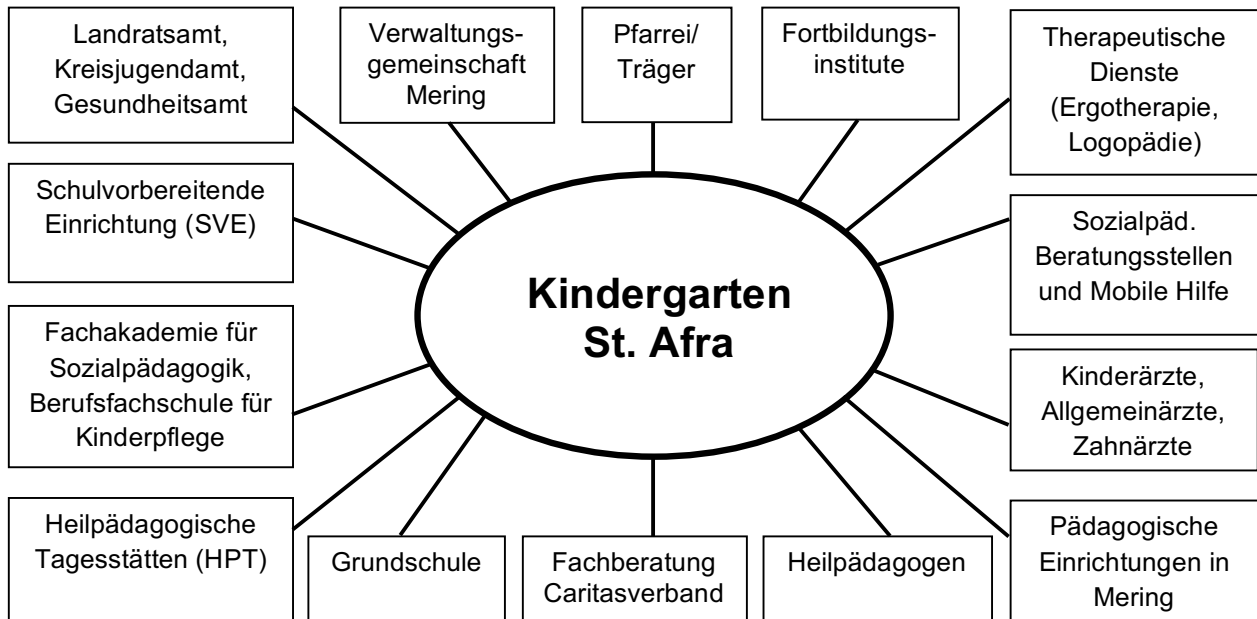 Landratsamt,
Kreisjugendamt,
Gesundheitsamt
Verwaltungs-
gemeinschaft
Mering
Pfarrei/
Träger
Fortbildungs-
institute
Therapeutische
Dienste
(Ergotherapie,
Logopädie)
Schulvorbereitende
Einrichtung (SVE)
Sozialpäd.
Beratungsstellen
und Mobile Hilfe
Kindergarten
St. Afra
Fachakademie für
Sozialpädagogik,
Berufsfachschule für
Kinderpflege
Kinderärzte,
Allgemeinärzte,
Zahnärzte
Heilpädagogische
Tagesstätten (HPT)
Grundschule
Fachberatung
Caritasverband
Heilpädagogen
Pädagogische
Einrichtungen in
Mering